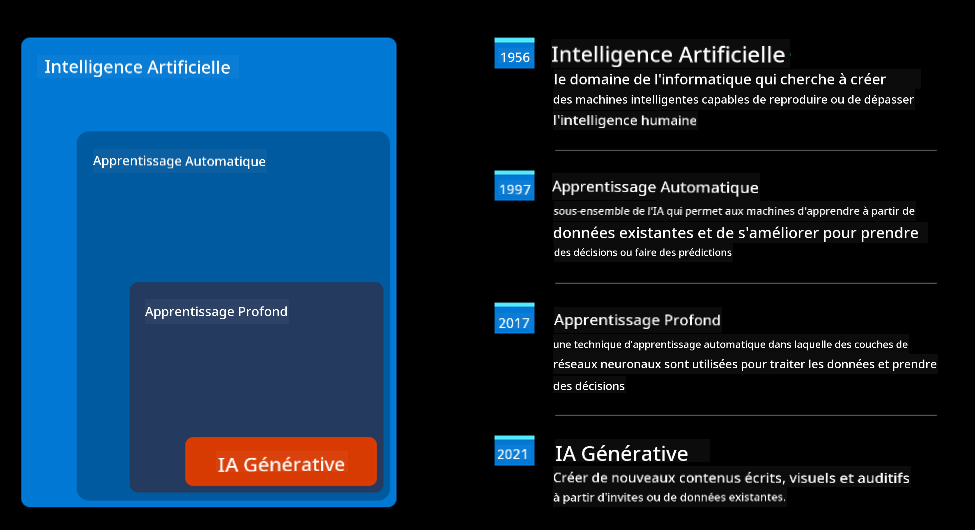 Intelligence Artificielle
Apprentissage Automatique
Apprentissage Profond
IA Générative
1956
Intelligence Artificielle
le domaine de l'informatique qui cherche à créer
des machines intelligentes capables de reproduire ou de dépasser
l'intelligence humaine
1997
Apprentissage Automatique
sous-ensemble de l'IA qui permet aux machines d'apprendre à partir de
données existantes et de s'améliorer pour prendre
des décisions ou faire des prédictions
2017
Apprentissage Profond
une technique d'apprentissage automatique dans laquelle des couches de
réseaux neuronaux sont utilisées pour traiter les données et prendre
des décisions
2021
IA Générative
Créer de nouveaux contenus écrits, visuels et auditifs
à partir d'invites ou de données existantes.